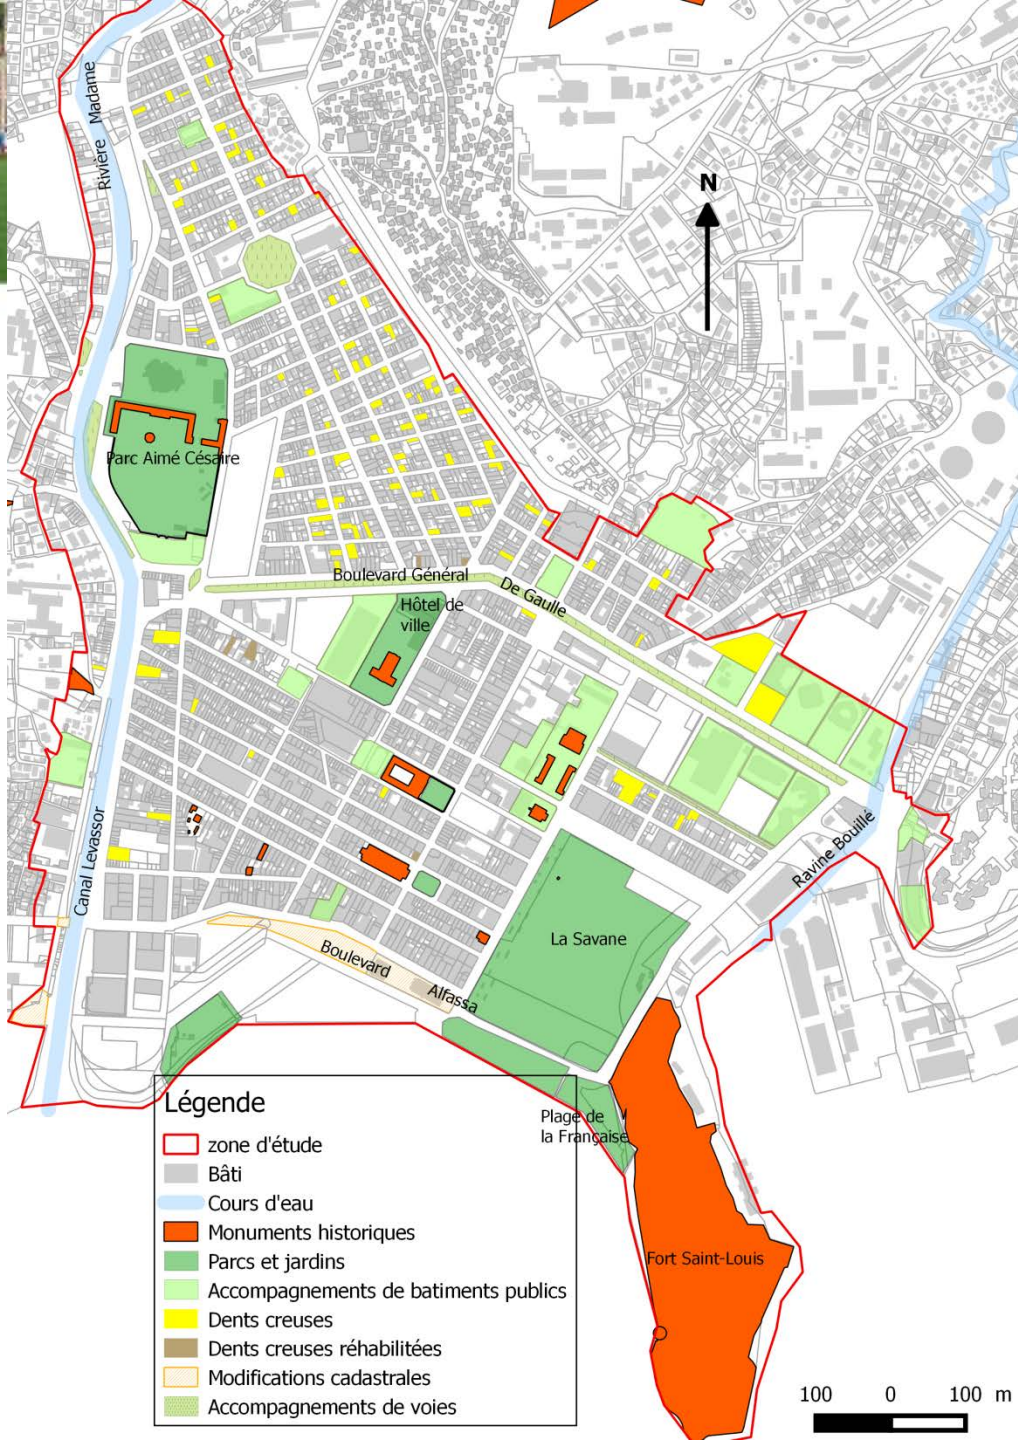 Rivière Madame
N
Parc Aimé Césaire
Boulevard Général
De Gaulle
Hôtel de
ville
Canal Levassor
Ravine Bouillé
La Savane
Boulevard
Alfassa
Plage de
la Française
Fort Saint-Louis
Légende
zone d'étude
Bâti
Cours d'eau
Monuments historiques
Parcs et jardins
Accompagnements de batiments publics
Dents creuses
Dents creuses réhabilitées
Modifications cadastrales
Accompagnements de voies
100 0 100 m